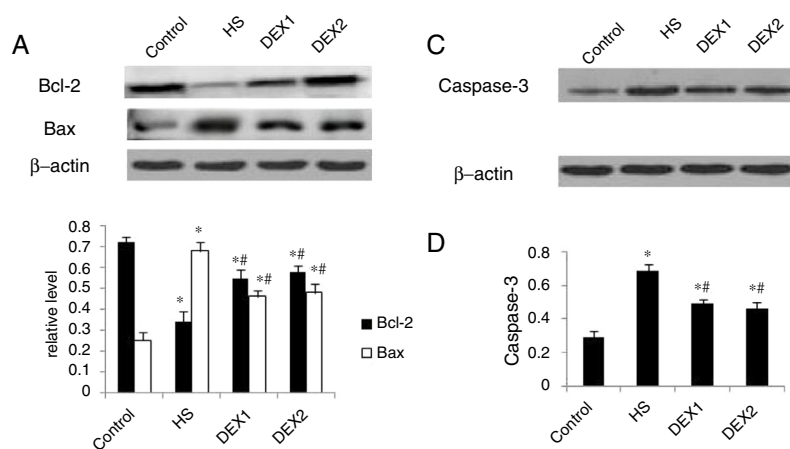 A
Control HS DEX1 DEX2
Bcl-2
Bax
β–actin
C
Control HS DEX1 DEX2
Caspase-3
β–actin
relative level
0.8
0.7
0.6
0.5
0.4
0.3
0.2
0.1
0
* * *# *# *# *#
Control HS DEX1 DEX2
Bcl-2
Bax
D
Caspase-3
0.8
0.6
0.4
0.2
0
* *# *#
Control HS DEX1 DEX2